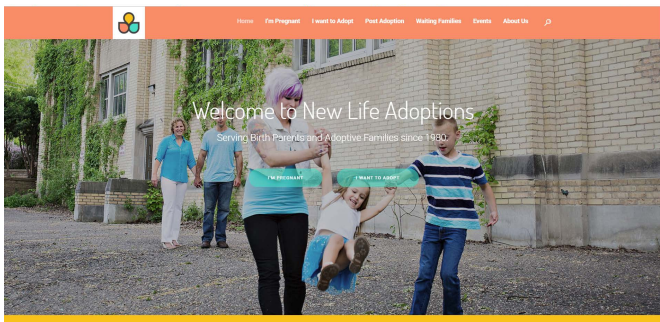 Home I'm Pregnant I want to Adopt Post Adoption Waiting Families Events About Us
Welcome to New Life Adoptions
Serving Birth Parents and Adoptive Families since 1980.
I'M PREGNANT I WANT TO ADOPT